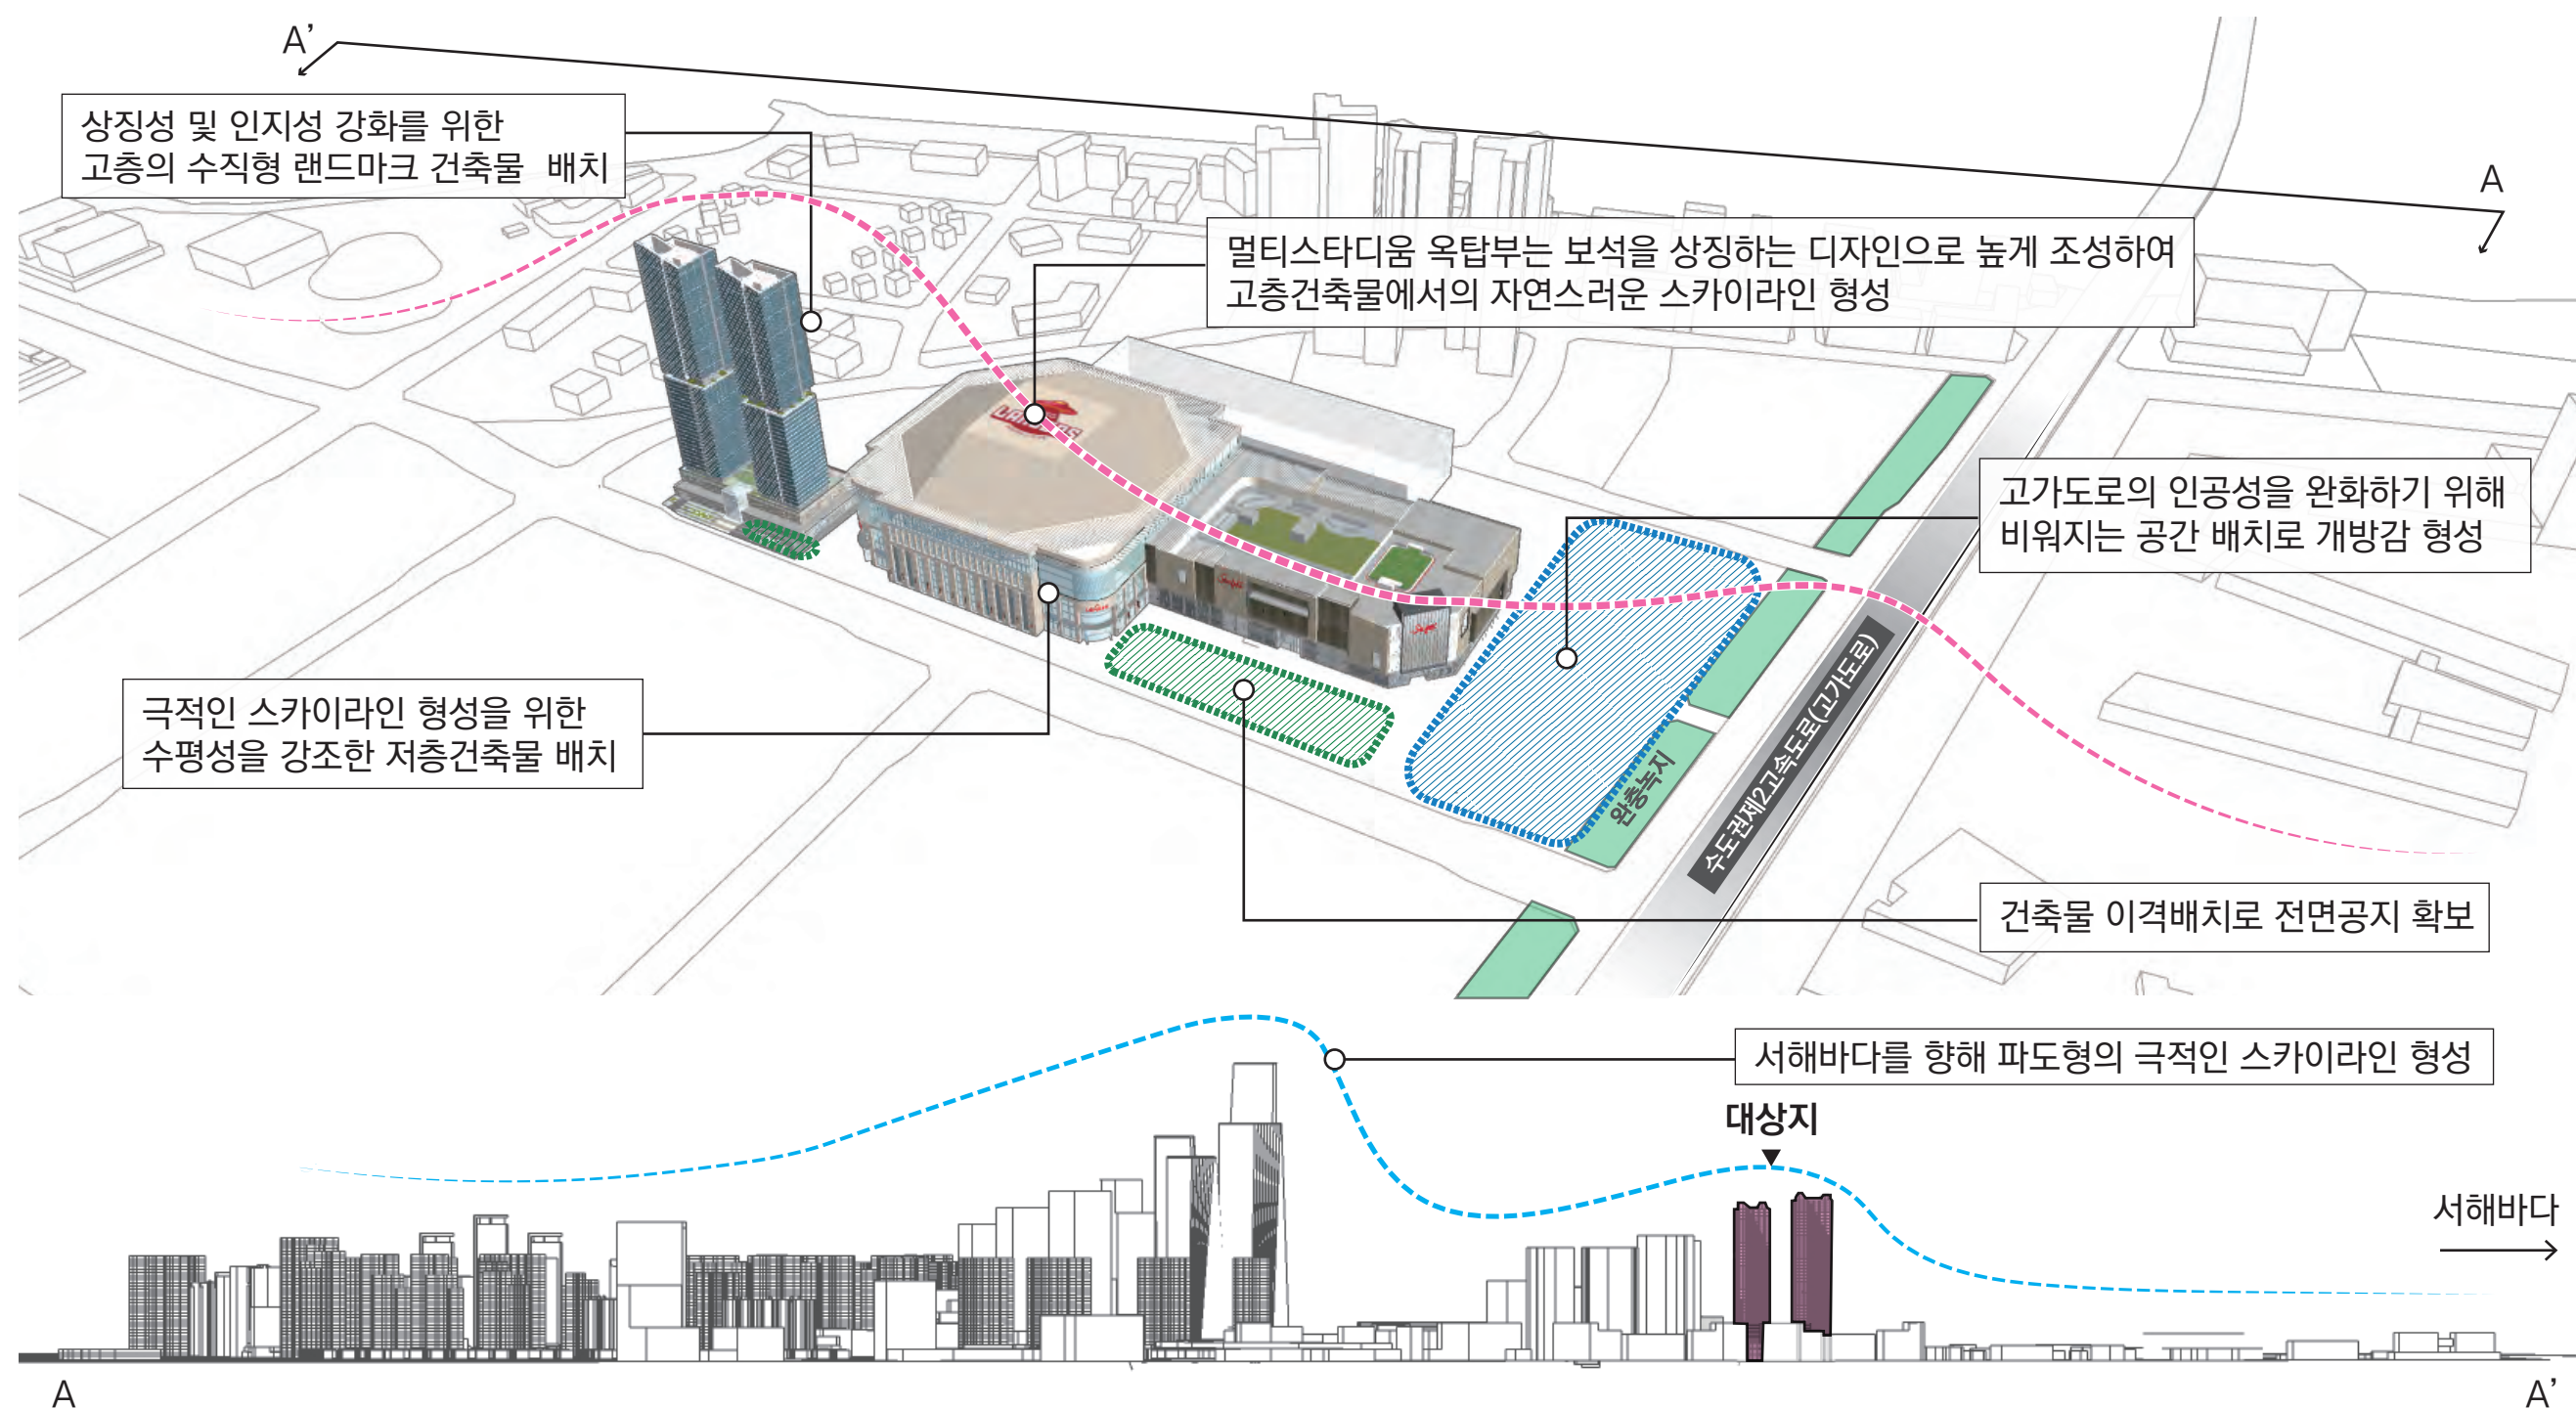 A’
상징성 및 인지성 강화를 위한
고층의 수직형 랜드마크 건축물 배치
A
멀티스타디움 옥탑부는 보석을 상징하는 디자인으로 높게 조성하여
고층건축물에서의 자연스러운 스카이라인 형성
고가도로의 인공성을 완화하기 위해
비워지는 공간 배치로 개방감 형성
극적인 스카이라인 형성을 위한
수평성을 강조한 저층건축물 배치
완충녹지
수도권제2고속도로(고가도로)
건축물 이격배치로 전면공지 확보
서해바다를 향해 파도형의 극적인 스카이라인 형성
대상지
서해바다
A
A’